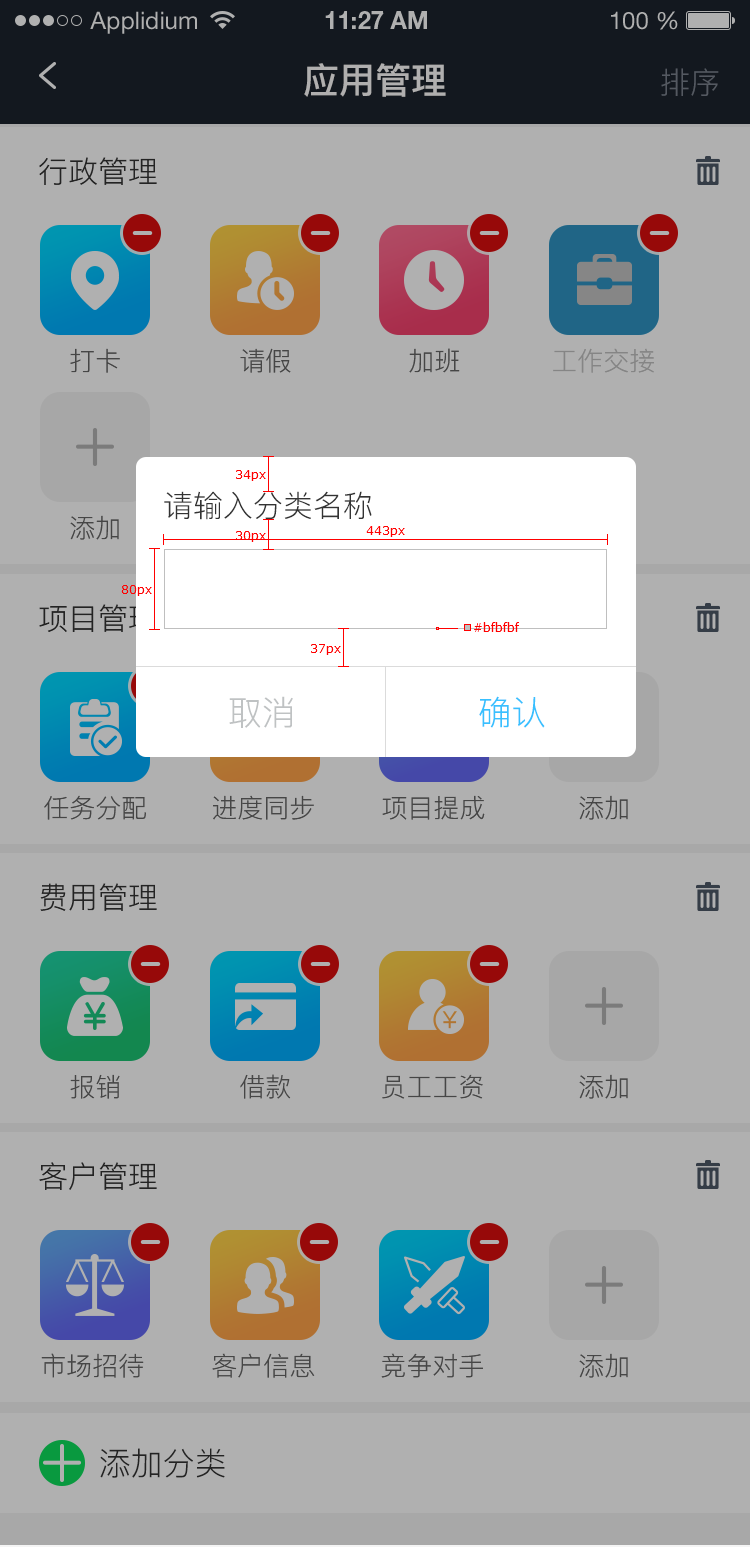 Applidium 11:27 AM 100 %
应用管理 排序
行政管理
打卡 请假 加班 工作交接
添加
34px
请输入分类名称
30px 443px
80px
#bfbfbf
37px
项目管
取消 确认
任务分配 进度同步 项目提成 添加
费用管理
报销 借款 员工工资 添加
客户管理
市场招待 客户信息 竞争对手 添加
添加分类